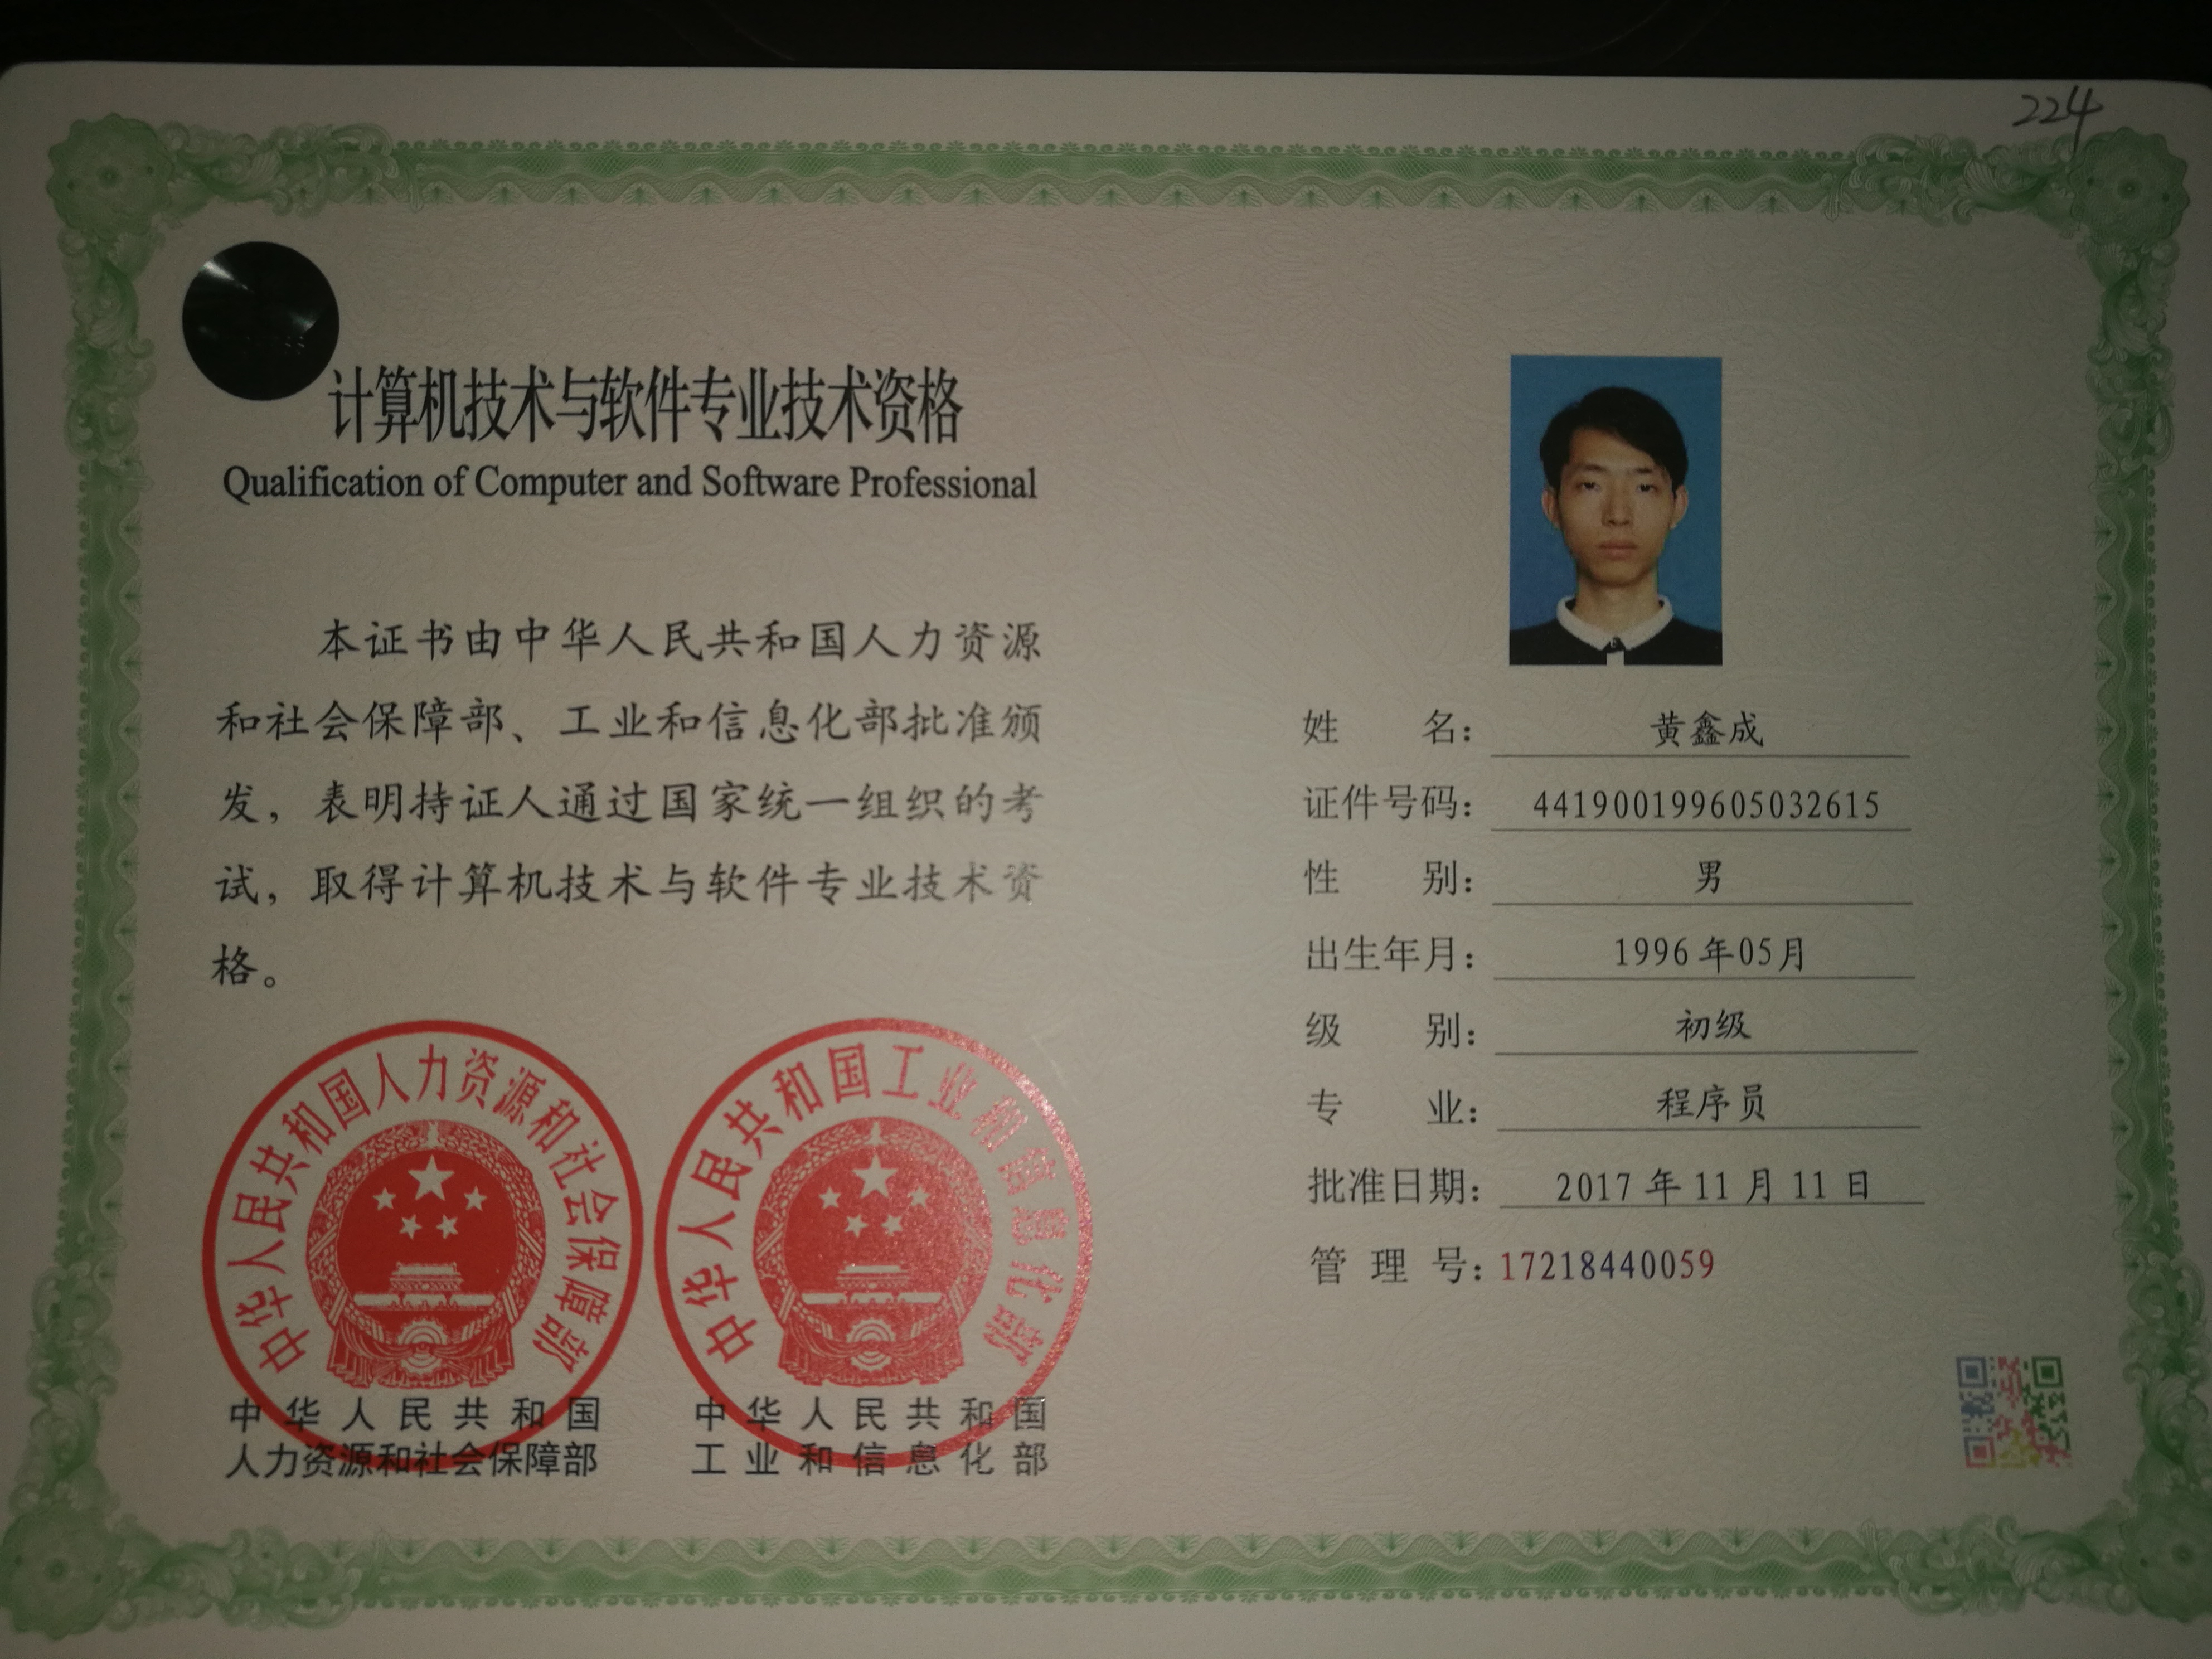 224
计算机技术与软件专业技术资格
Qualification of Computer and Software Professional
本证书由中华人民共和国人力资源
和社会保障部、工业和信息化部批准颁
发，表明持证人通过国家统一组织的考
试，取得计算机技术与软件专业技术资
格。
中华人民共和国人力资源和社会保障部
中华人民共和国工业和信息化部
中华人民共和国
人力资源和社会保障部
中华人民共和国
工业和信息化部
姓名：黄鑫成
证件号码：441900199605032615
性别：男
出生年月：1996年05月
级别：初级
专业：程序员
批准日期：2017年11月11日
管理号：17218440059